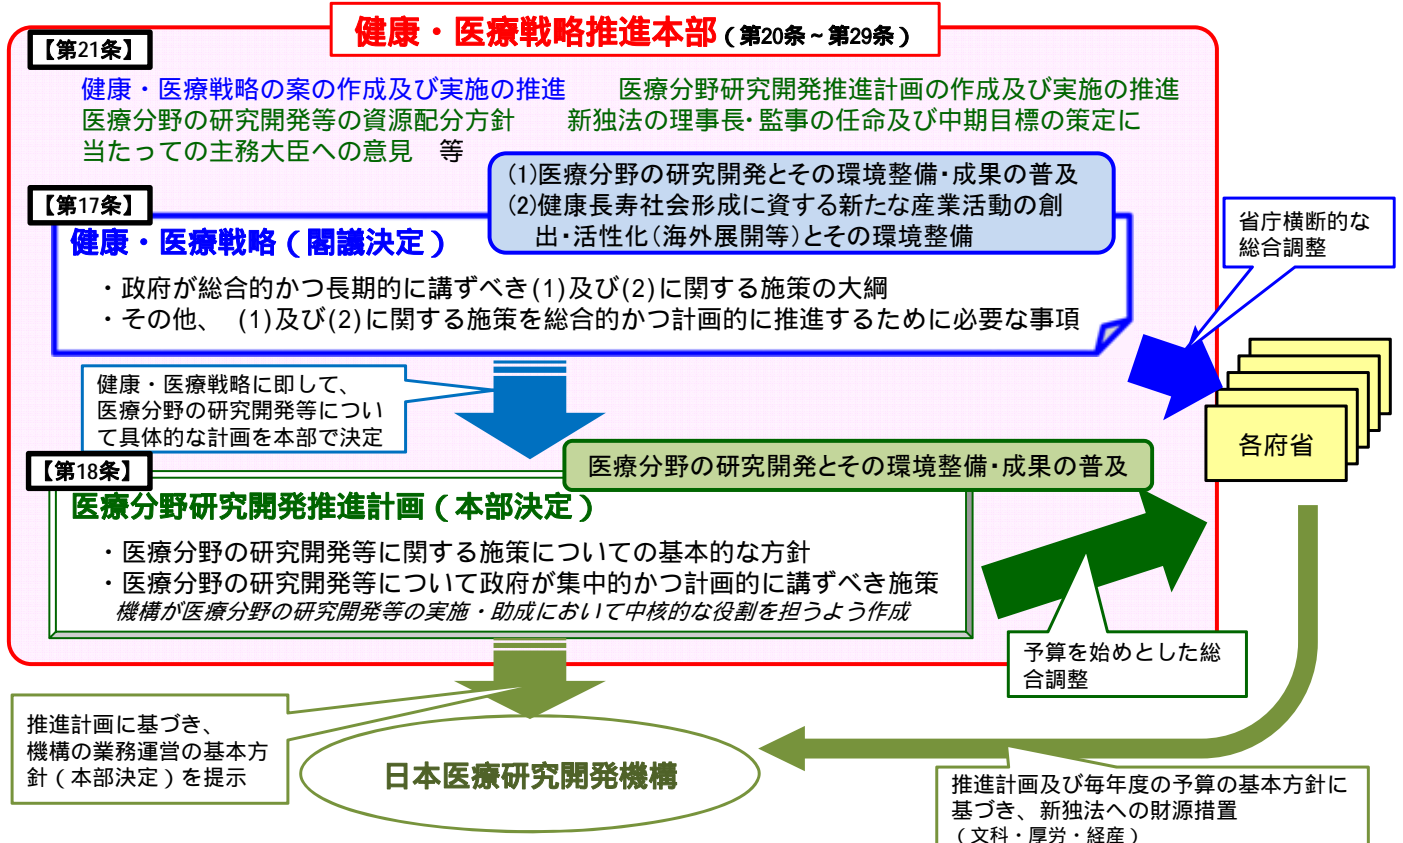 健康・医療戦略推進本部（第20条～第29条）
【第21条】
健康・医療戦略の案の作成及び実施の推進　医療分野研究開発推進計画の作成及び実施の推進
医療分野の研究開発等の資源配分方針　新独法の理事長・監事の任命及び中期目標の策定に
当たっての主務大臣への意見　等
(1)医療分野の研究開発とその環境整備・成果の普及
(2)健康長寿社会形成に資する新たな産業活動の創
出・活性化（海外展開等）とその環境整備
【第17条】
健康・医療戦略（閣議決定）
・政府が総合的かつ長期的に講ずべき(1)及び(2)に関する施策の大綱
・その他、 (1)及び(2)に関する施策を総合的かつ計画的に推進するために必要な事項
省庁横断的な
総合調整
健康・医療戦略に即して、
医療分野の研究開発等につい
て具体的な計画を本部で決定
各府省
【第18条】
医療分野の研究開発とその環境整備・成果の普及
医療分野研究開発推進計画（本部決定）
・医療分野の研究開発等に関する施策についての基本的な方針
・医療分野の研究開発等について政府が集中的かつ計画的に講ずべき施策
機構が医療分野の研究開発等の実施・助成において中核的な役割を担うよう作成
予算を始めとした総
合調整
推進計画に基づき、
機構の業務運営の基本方
針（本部決定）を提示
日本医療研究開発機構
推進計画及び毎年度の予算の基本方針に
基づき、新独法への財源措置
（文科・厚労・経産）